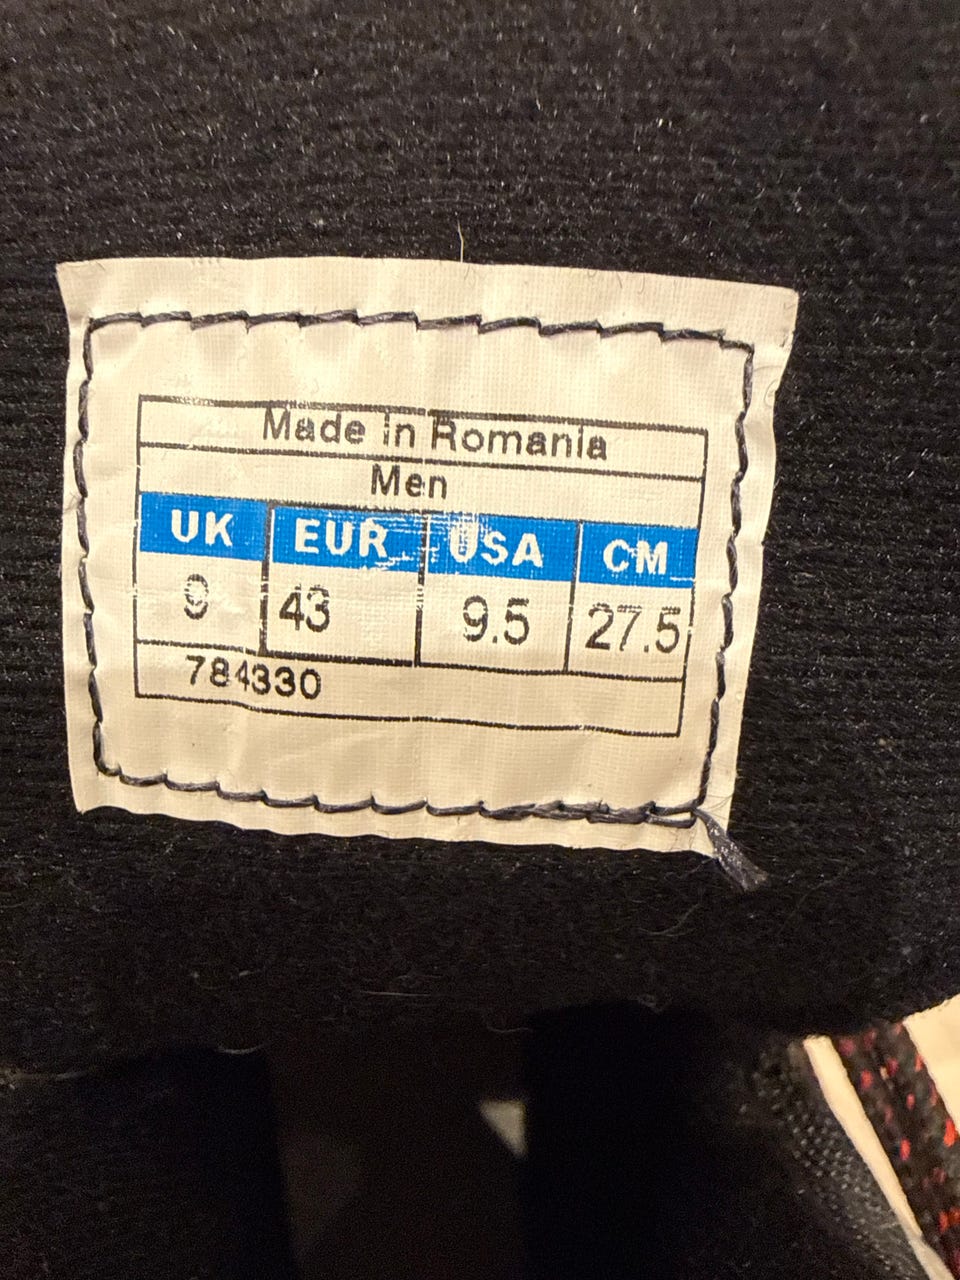 Made in Romania
Men
UK EUR USA CM
9 43 9.5 27.5
784330